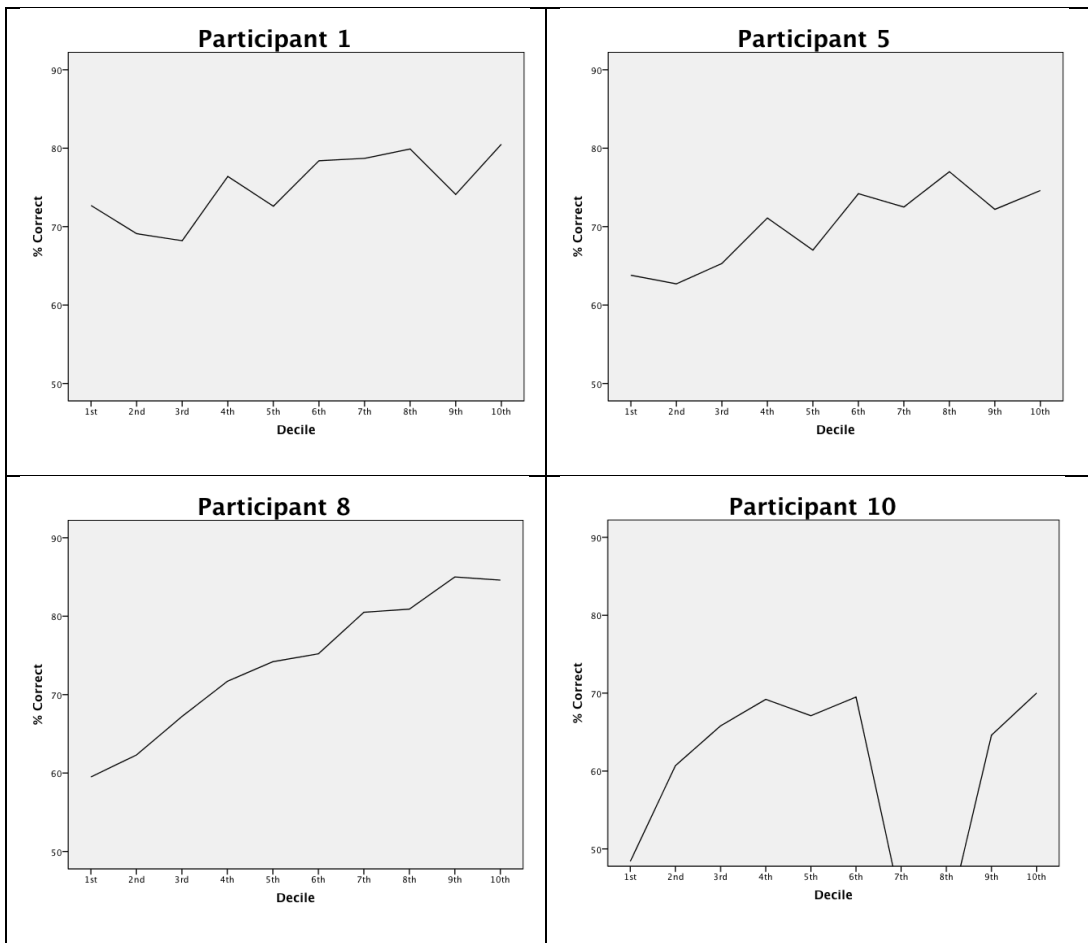 Participant 1
90
80
70
60
50
% Correct
1st 2nd 3rd 4th 5th 6th 7th 8th 9th 10th
Decile
Participant 5
90
80
70
60
50
% Correct
1st 2nd 3rd 4th 5th 6th 7th 8th 9th 10th
Decile
Participant 8
90
80
70
60
50
% Correct
1st 2nd 3rd 4th 5th 6th 7th 8th 9th 10th
Decile
Participant 10
90
80
70
60
50
% Correct
1st 2nd 3rd 4th 5th 6th 7th 8th 9th 10th
Decile